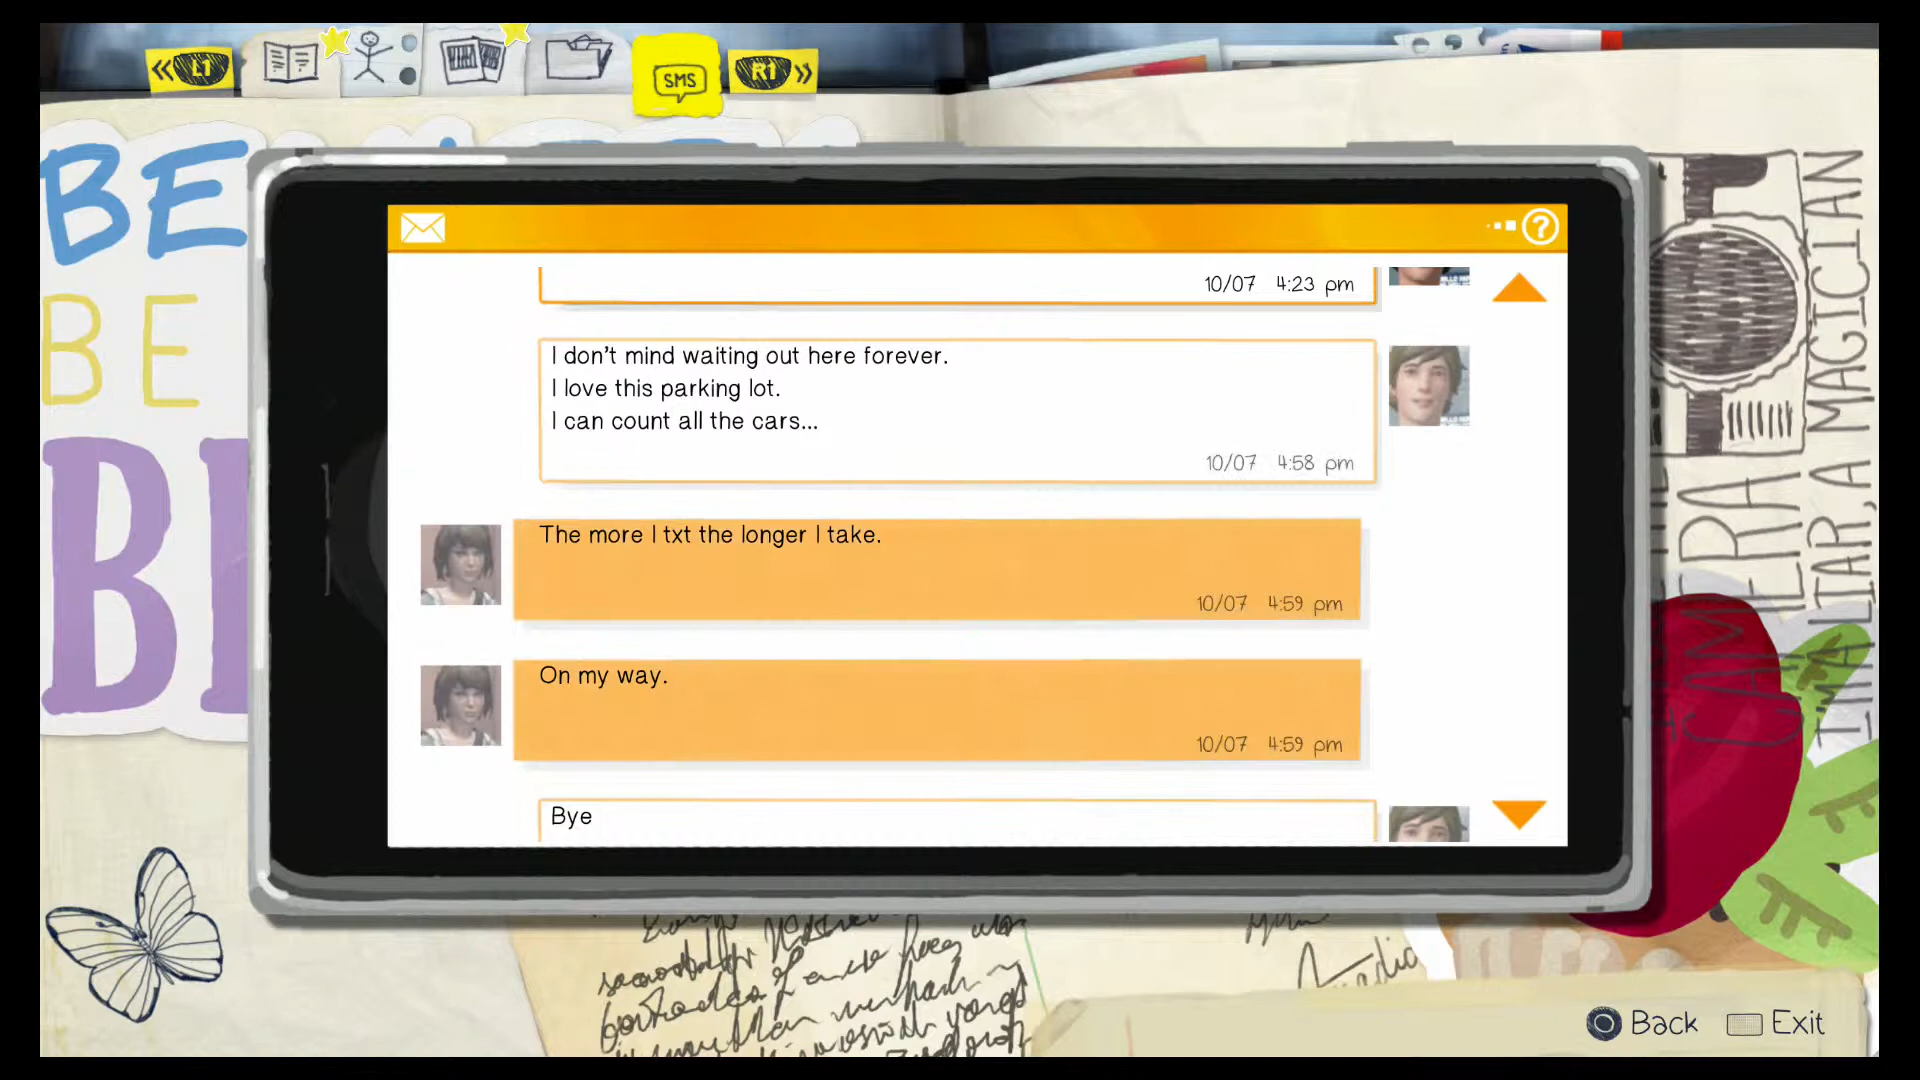 L1
SMS
R1
BE
BE
10/07 4:23 pm
I don't mind waiting out here forever.
I love this parking lot.
I can count all the cars...
10/07 4:58 pm
The more I txt the longer I take.
10/07 4:59 pm
On my way.
10/07 4:59 pm
Bye
CAMERA
I'M A LIAR, A MAGICIAN
Back
Exit